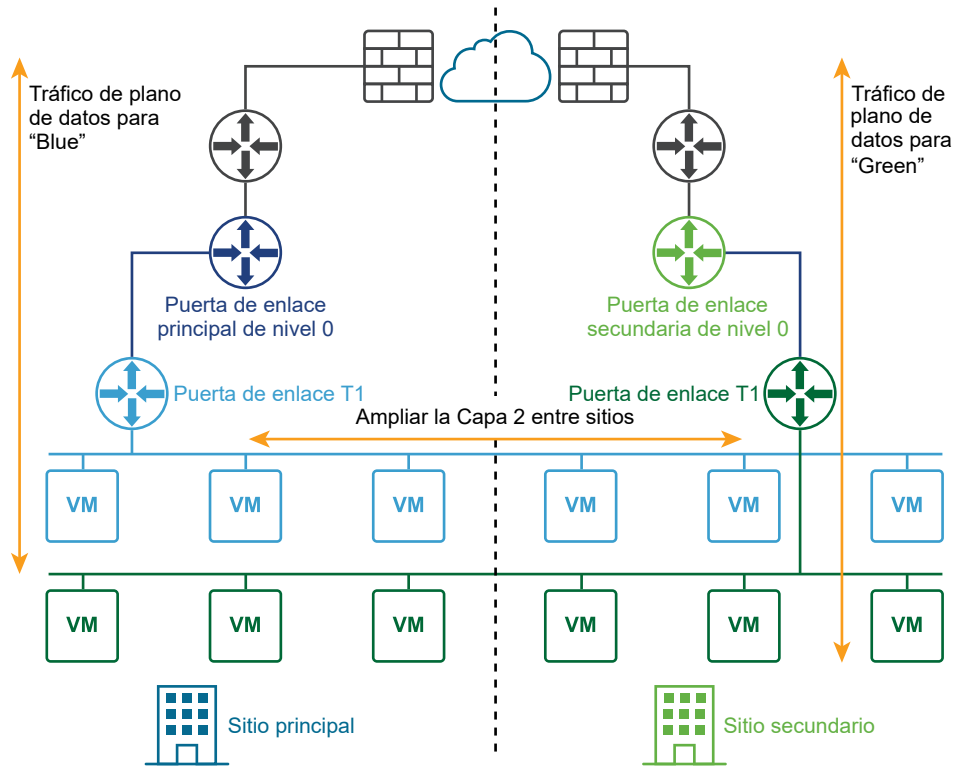 Tráfico de plano
de datos para
“Blue”
Tráfico de
plano de
datos para
“Green”
Puerta de enlace
principal de nivel 0
Puerta de enlace
secundaria de nivel 0
Puerta de enlace T1
Puerta de enlace T1
Ampliar la Capa 2 entre sitios
VM VM VM VM VM VM
VM VM VM VM VM VM
Sitio principal
Sitio secundario